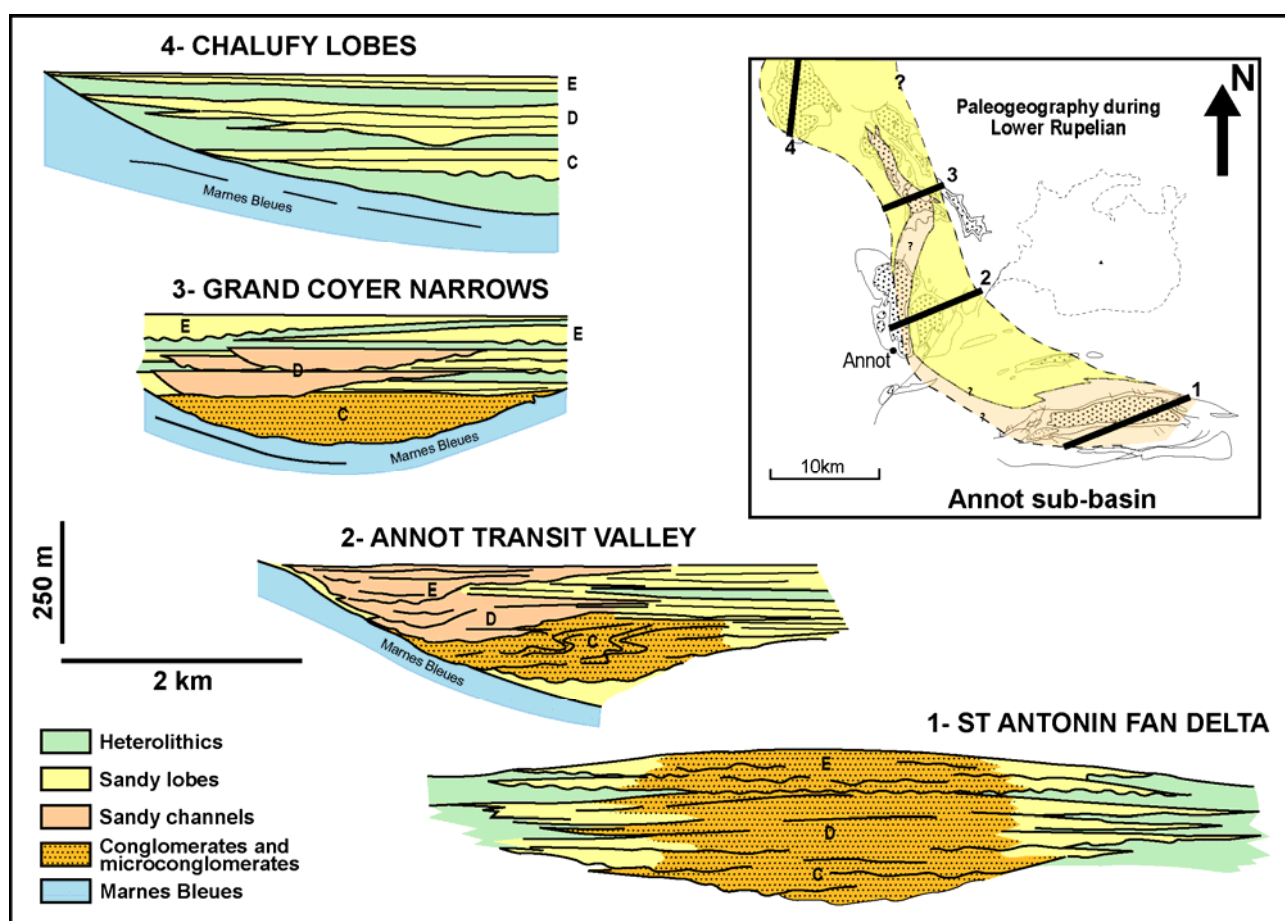 4- CHALUFY LOBES
E
D
C
Marnes Bleues
3- GRAND COYER NARROWS
E
E
D
C
Marnes Bleues
2- ANNOT TRANSIT VALLEY
E
D
C
Marnes Bleues
250 m
2 km
1- ST ANTONIN FAN DELTA
E
D
C
Heterolithics
Sandy lobes
Sandy channels
Conglomerates and
microconglomerates
Marnes Bleues
N
?
Paleogeography during
Lower Rupelian
4
3
?
2
Annot
1
?
?
10km
Annot sub-basin